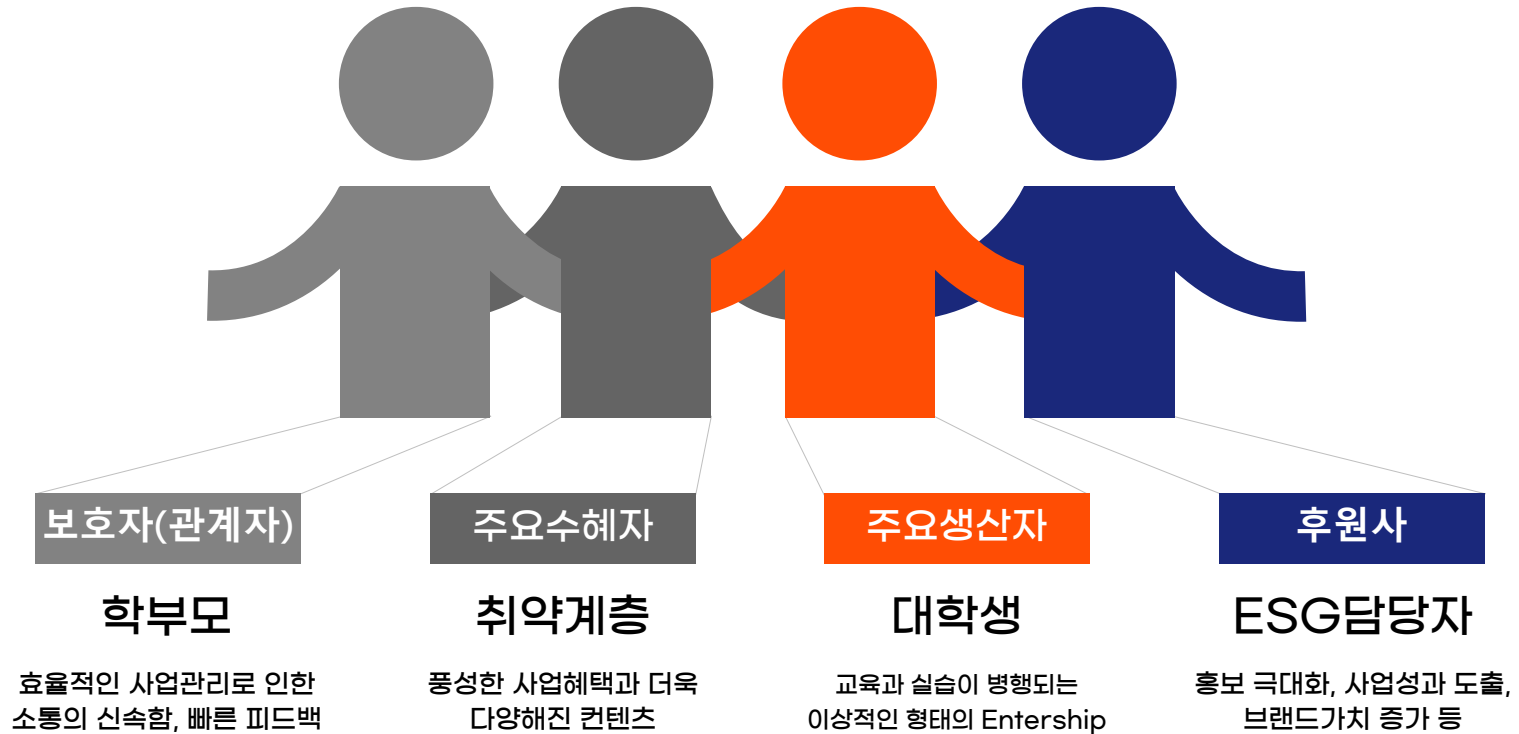 보호자(관계자)
학부모
효율적인 사업관리로 인한
소통의 신속함, 빠른 피드백
주요수혜자
취약계층
풍성한 사업혜택과 더욱
다양해진 컨텐츠
주요생산자
대학생
교육과 실습이 병행되는
이상적인 형태의 Entership
후원사
ESG담당자
홍보 극대화, 사업성과 도출,
브랜드가치 증가 등